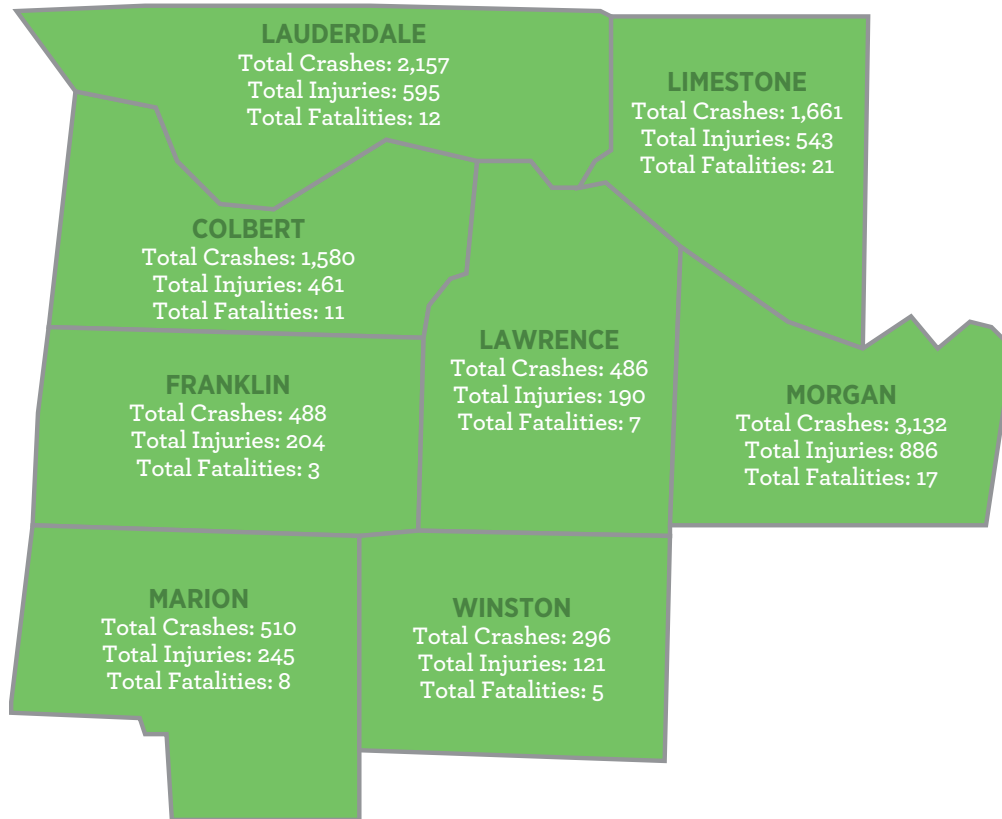 LAUDERDALE
Total Crashes: 2,157
Total Injuries: 595
Total Fatalities: 12
LIMESTONE
Total Crashes: 1,661
Total Injuries: 543
Total Fatalities: 21
COLBERT
Total Crashes: 1,580
Total Injuries: 461
Total Fatalities: 11
LAWRENCE
Total Crashes: 486
Total Injuries: 190
Total Fatalities: 7
FRANKLIN
Total Crashes: 488
Total Injuries: 204
Total Fatalities: 3
MORGAN
Total Crashes: 3,132
Total Injuries: 886
Total Fatalities: 17
MARION
Total Crashes: 510
Total Injuries: 245
Total Fatalities: 8
WINSTON
Total Crashes: 296
Total Injuries: 121
Total Fatalities: 5